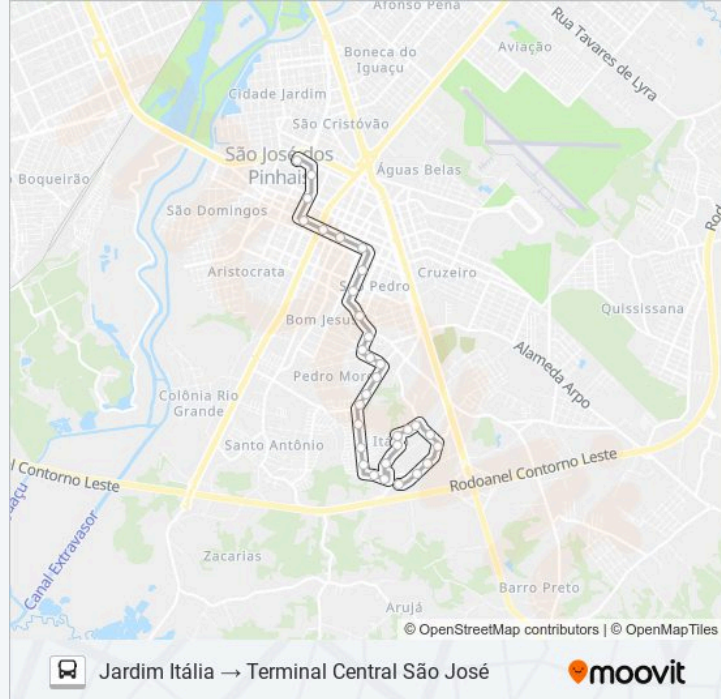 Afonso Pena
Boneca do
Iguaçu
Aviação
Rua Tavares de Lyra
Cidade Jardim
São Cristóvão
São José dos
Pinhais
Águas Belas
o Boqueirão
São Domingos
Aristocrata
Cruzeiro
São Pedro
Quississana
Bom Jesus
Alameda Arpo
Pedro Moro
Colônia Rio
Grande
Santo Antônio
Itália
l Contorno Leste
Rodoanel Contorno Leste
Canal Extravasor
Zacarias
Barro Preto
Arujá
© OpenStreetMap contributors | © OpenMapTiles
Jardim Itália → Terminal Central São José
moovit